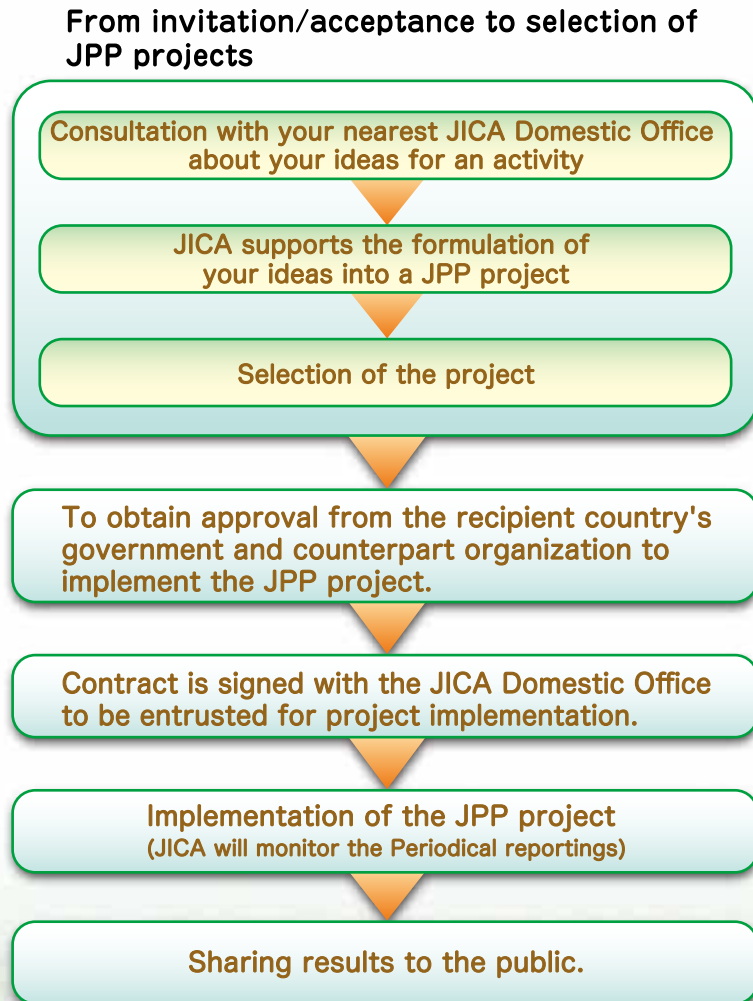 From invitation/acceptance to selection of
JPP projects
Consultation with your nearest JICA Domestic Office
about your ideas for an activity
JICA supports the formulation of
your ideas into a JPP project
Selection of the project
To obtain approval from the recipient country's
government and counterpart organization to
implement the JPP project.
Contract is signed with the JICA Domestic Office
to be entrusted for project implementation.
Implementation of the JPP project
(JICA will monitor the Periodical reportings)
Sharing results to the public.